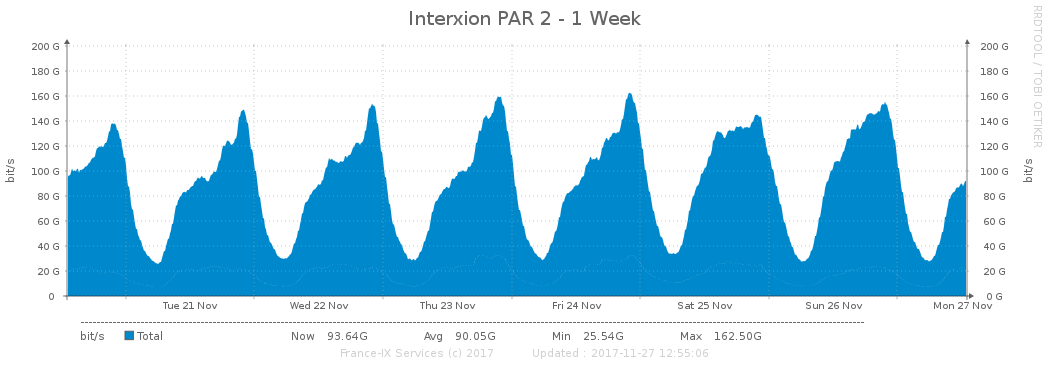 Interxion PAR 2 - 1 Week
RRDTOOL / TOBI OETIKER
200 G 200 G
180 G 180 G
160 G 160 G
140 G 140 G
120 G 120 G
100 G 100 G
80 G 80 G
60 G 60 G
40 G 40 G
20 G 20 G
0 0 G
bit/s bit/s
Tue 21 Nov Wed 22 Nov Thu 23 Nov Fri 24 Nov Sat 25 Nov Sun 26 Nov Mon 27 Nov
bit/s Total Now 93.64G Avg 90.05G Min 25.54G Max 162.50G
France-IX Services (c) 2017 Updated : 2017-11-27 12:55:06